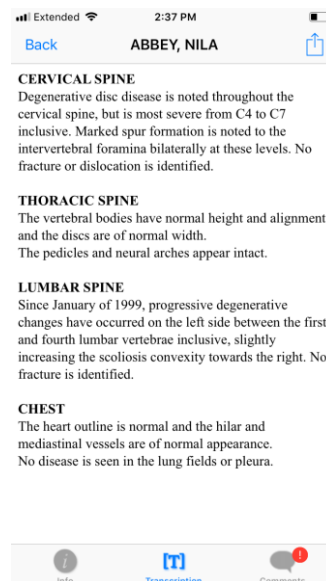 Extended 2:37 PM
Back ABBEY, NILA
CERVICAL SPINE
Degenerative disc disease is noted throughout the
cervical spine, but is most severe from C4 to C7
inclusive. Marked spur formation is noted to the
intervertebral foramina bilaterally at these levels. No
fracture or dislocation is identified.
THORACIC SPINE
The vertebral bodies have normal height and alignment
and the discs are of normal width.
The pedicles and neural arches appear intact.
LUMBAR SPINE
Since January of 1999, progressive degenerative
changes have occurred on the left side between the first
and fourth lumbar vertebrae inclusive, slightly
increasing the scoliosis convexity towards the right. No
fracture is identified.
CHEST
The heart outline is normal and the hilar and
mediastinal vessels are of normal appearance.
No disease is seen in the lung fields or pleura.
i [T] !
Info Transcription Comments